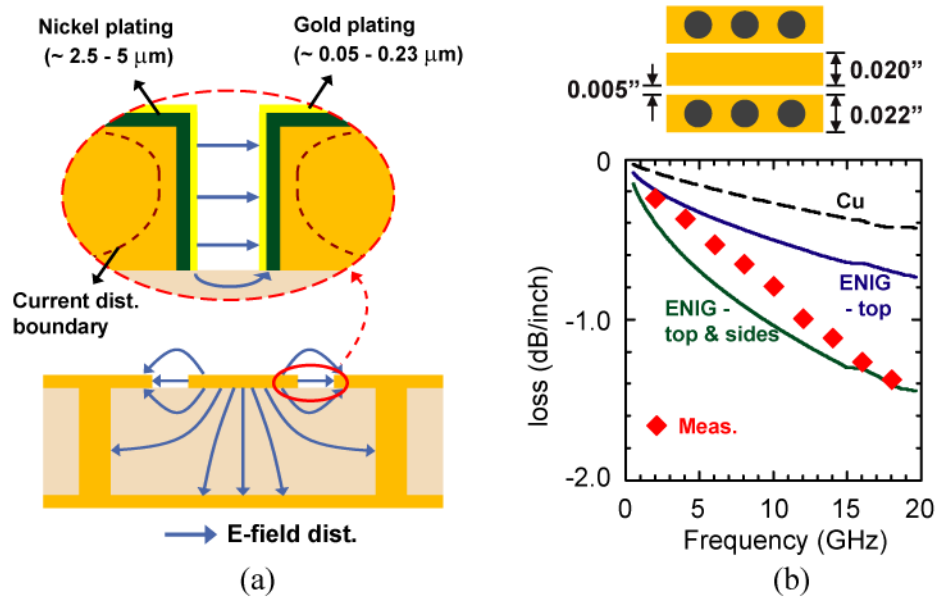 Nickel plating
(~ 2.5 - 5 μm)
Gold plating
(~ 0.05 - 0.23 μm)
Current dist.
boundary
E-field dist.
(a)
0.005”
0.020”
0.022”
0
-1.0
-2.0
loss (dB/inch)
Cu
ENIG
- top
ENIG -
top & sides
Meas.
0
5
10
15
20
Frequency (GHz)
(b)